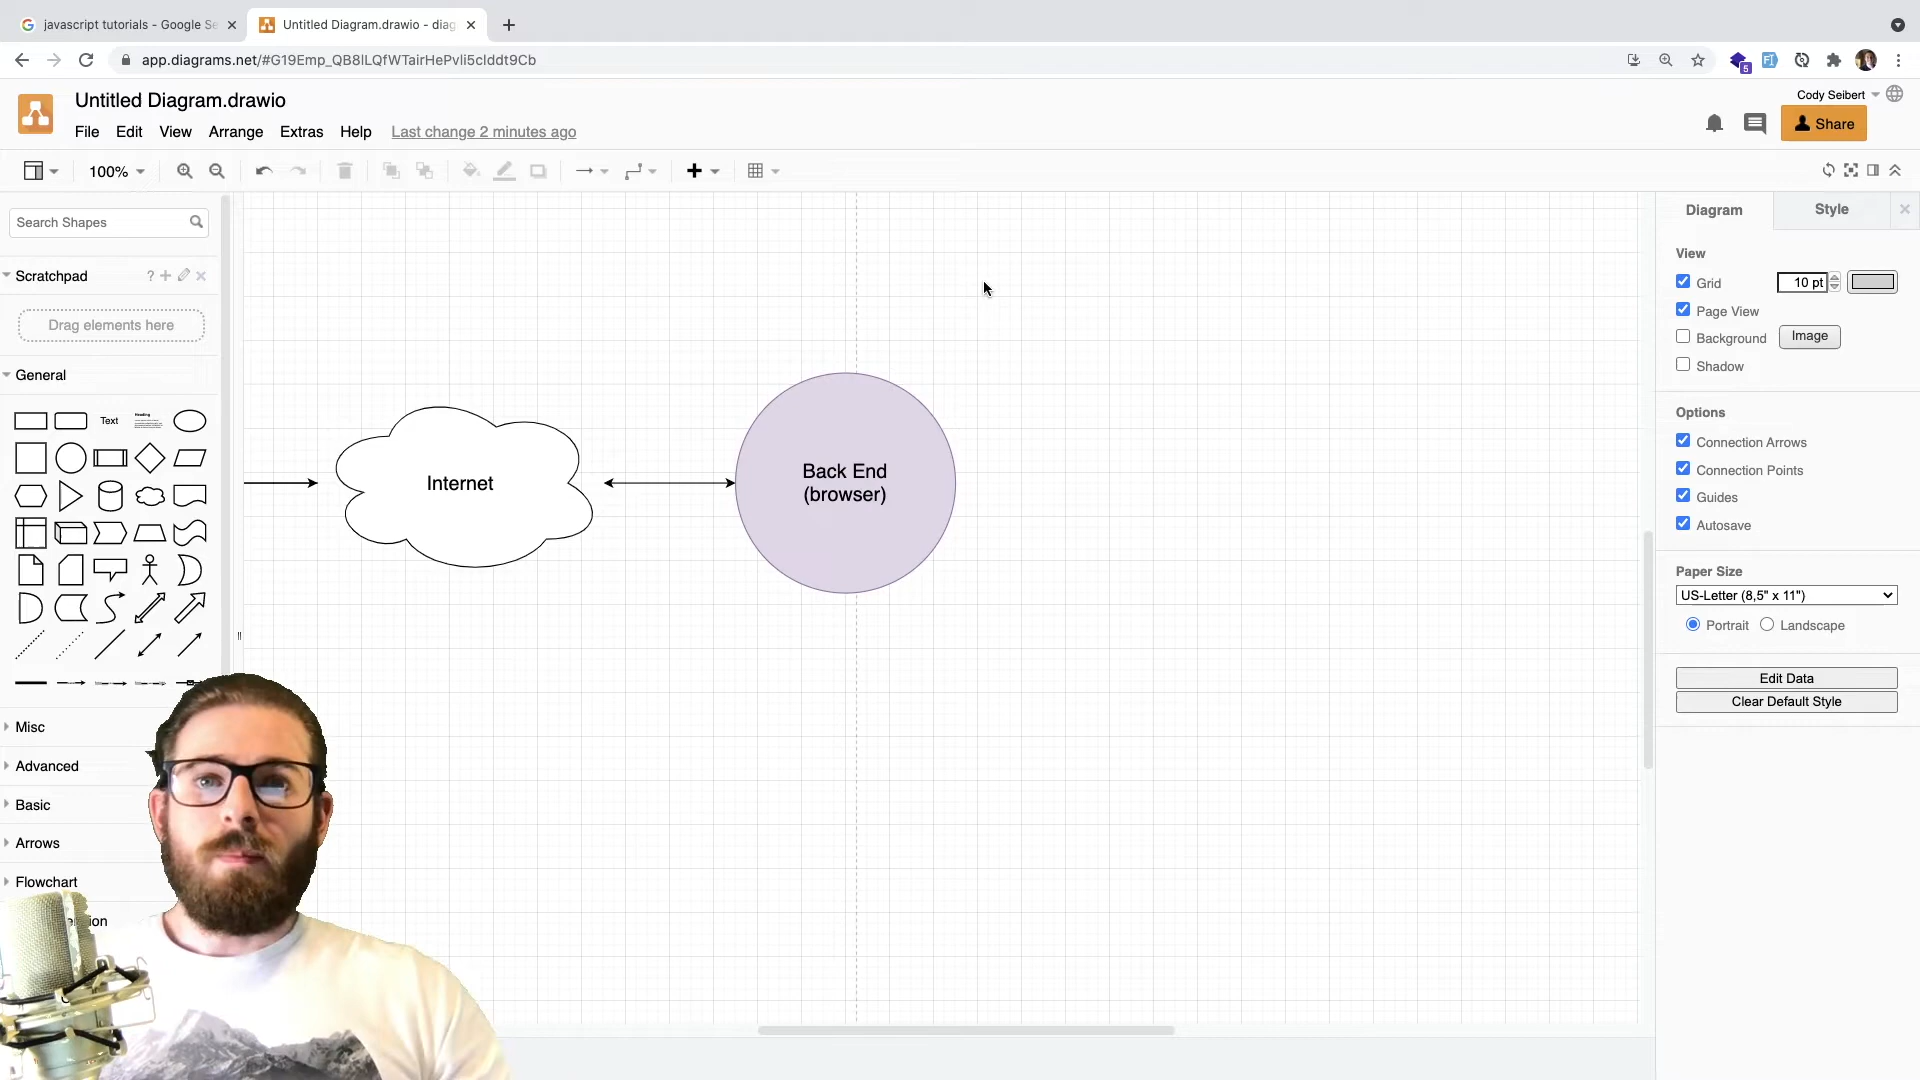 javascript tutorials - Google Se
Untitled Diagram.drawio - diag
app.diagrams.net/#G19Emp_QB8lLQfWTairHePvli5clddt9Cb
5
Untitled Diagram.drawio
Cody Seibert
File Edit View Arrange Extras Help Last change 2 minutes ago
Share
100%
Search Shapes
Scratchpad
?
Drag elements here
General
Text
Heading
Misc
Advanced
Basic
Arrows
Flowchart
Internet
Back End
(browser)
Diagram
Style
View
Grid
10 pt
Page View
Background
Image
Shadow
Options
Connection Arrows
Connection Points
Guides
Autosave
Paper Size
US-Letter (8,5" x 11")
Portrait
Landscape
Edit Data
Clear Default Style